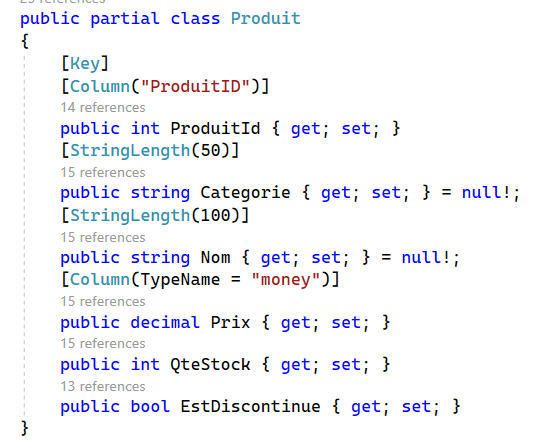 25 references
public partial class Produit
{
[Key]
[Column("ProduitID")]
14 references
public int ProduitId { get; set; }
[StringLength(50)]
15 references
public string Categorie { get; set; } = null!;
[StringLength(100)]
15 references
public string Nom { get; set; } = null!;
[Column(TypeName = "money")]
15 references
public decimal Prix { get; set; }
15 references
public int QteStock { get; set; }
13 references
public bool EstDiscontinue { get; set; }
}